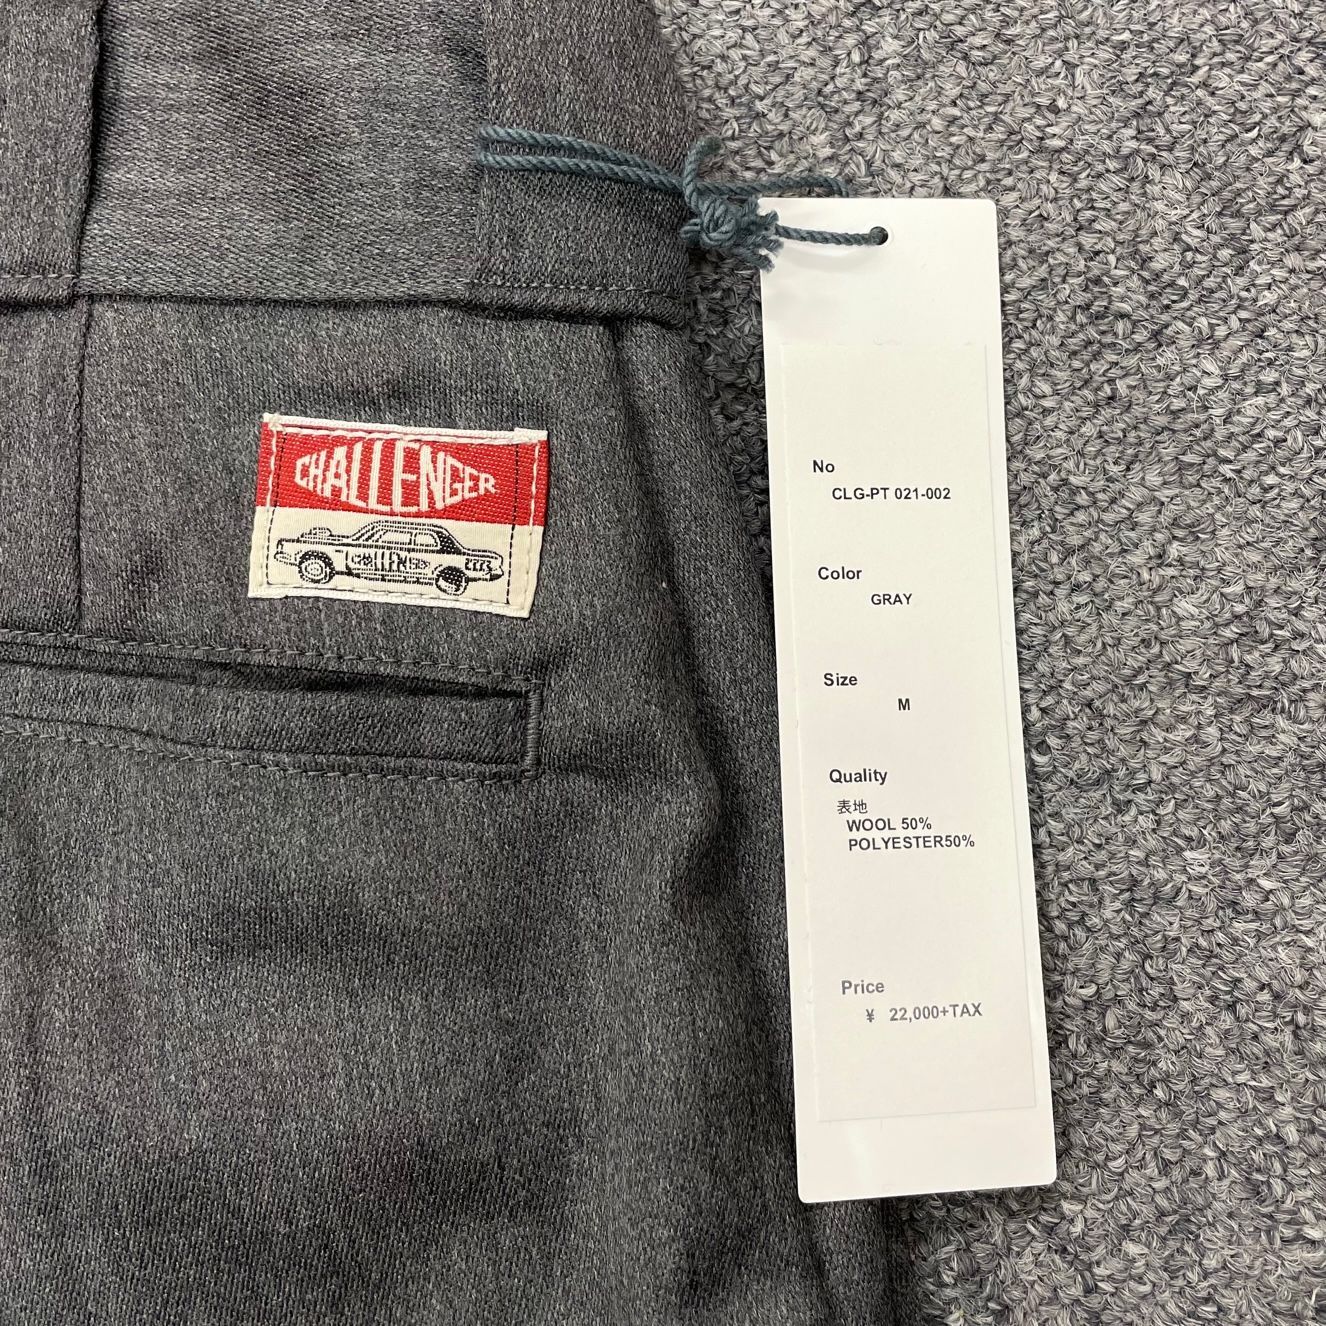 CHALLENGER
CHALLENGER
No
CLG-PT 021-002
Color
GRAY
Size
M
Quality
表地
WOOL 50%
POLYESTER50%
Price
¥ 22,000+TAX